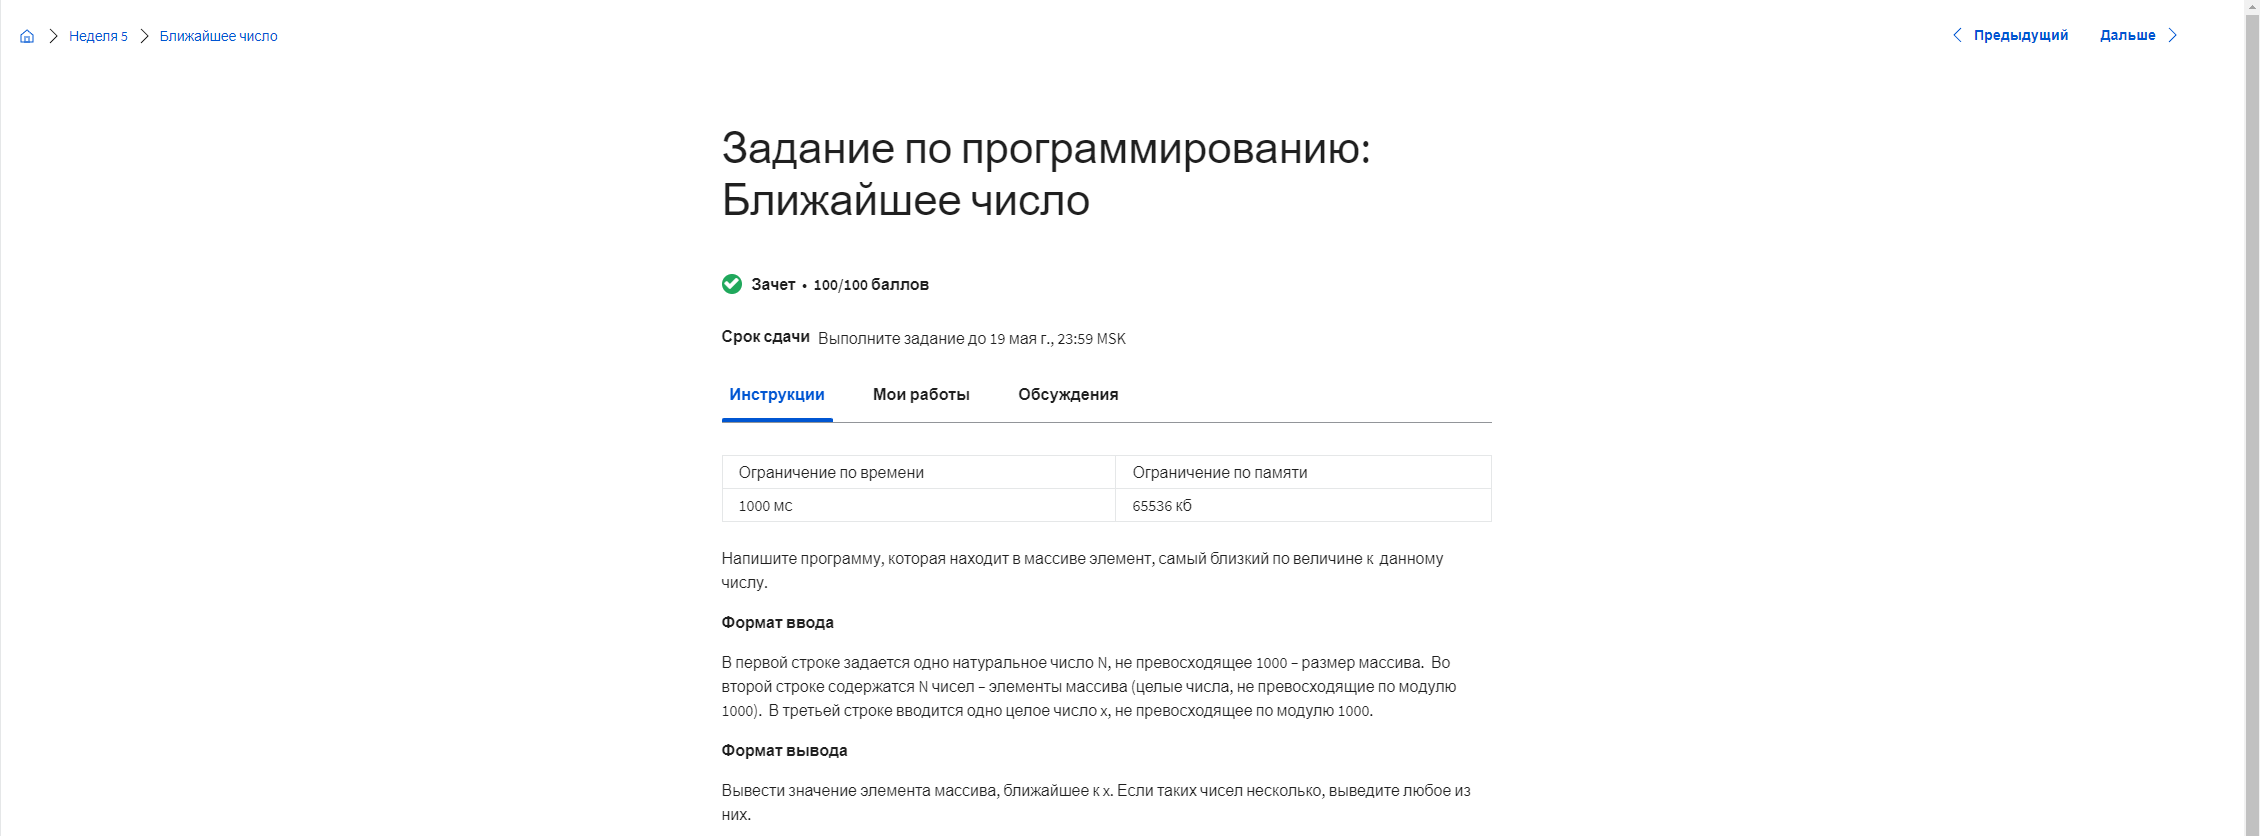 Неделя 5
Ближайшее число
Предыдущий
Дальше
Задание по программированию:
Ближайшее число
Зачет • 100/100 баллов
Срок сдачи Выполните задание до 19 мая г., 23:59 MSK
Инструкции
Мои работы
Обсуждения
Ограничение по времени
Ограничение по памяти
1000 мс
65536 кб
Напишите программу, которая находит в массиве элемент, самый близкий по величине к данному
числу.
Формат ввода
В первой строке задается одно натуральное число N, не превосходящее 1000 – размер массива. Во
второй строке содержатся N чисел – элементы массива (целые числа, не превосходящие по модулю
1000). В третьей строке вводится одно целое число x, не превосходящее по модулю 1000.
Формат вывода
Вывести значение элемента массива, ближайшее к x. Если таких чисел несколько, выведите любое из
них.